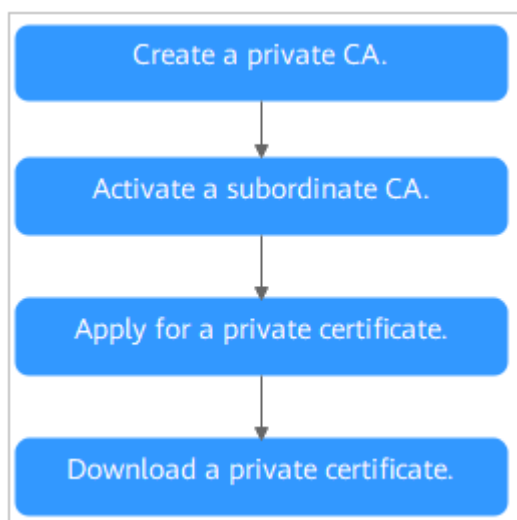 Create a private CA.
Activate a subordinate CA.
Apply for a private certificate.
Download a private certificate.